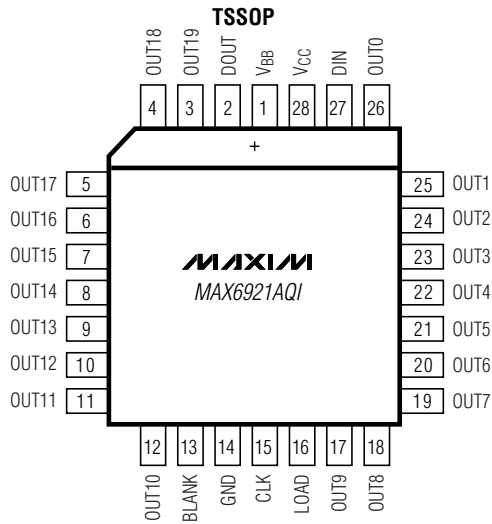 TSSOP
OUT18 OUT19 DOUT VBB VCC DIN OUT0
4 3 2 1 28 27 26
+
OUT17 5 25 OUT1
OUT16 6 24 OUT2
OUT15 7 23 OUT3
MAXIM
OUT14 8 22 OUT4
MAX6921AQI
OUT13 9 21 OUT5
OUT12 10 20 OUT6
OUT11 11 19 OUT7
12 13 14 15 16 17 18
OUT10 BLANK GND CLK LOAD OUT9 OUT8